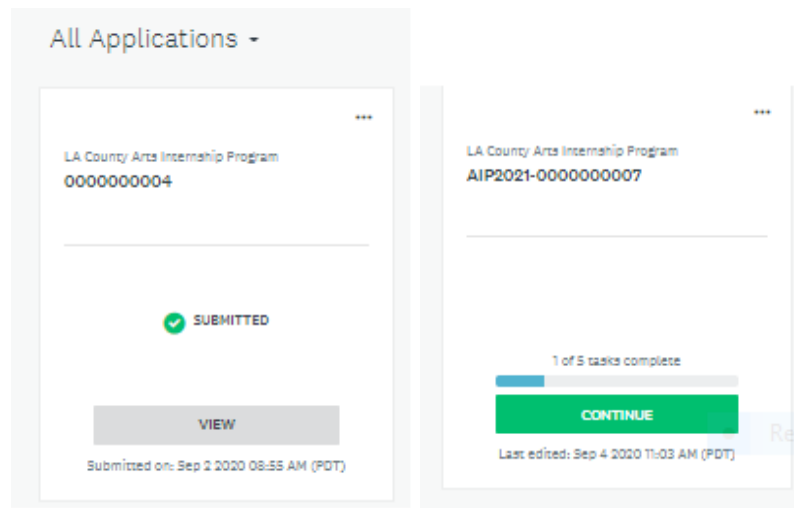 All Applications
...
LA County Arts Internship Program
0000000004
SUBMITTED
VIEW
Submitted on: Sep 2 2020 08:55 AM (PDT)
...
LA County Arts Internship Program
AIP2021-0000000007
1 of 5 tasks complete
CONTINUE
Last edited: Sep 4 2020 11:03 AM (PDT)